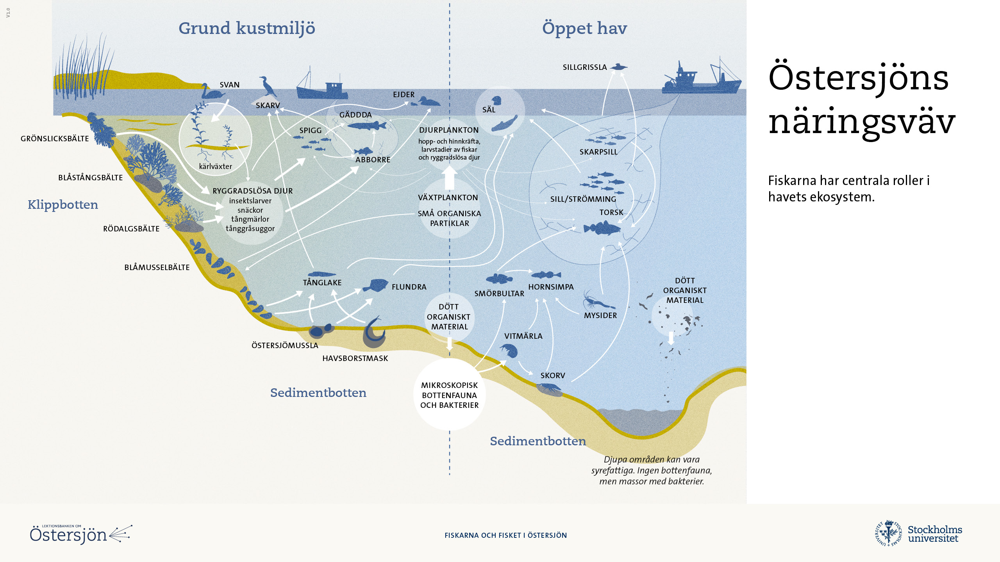 V1.0
Grund kustmiljö
Öppet hav
Östersjöns
näringsväv
Fiskarna har centrala roller i
havets ekosystem.
SILLGRISSLA
SVAN
EJDER
SKARV
SÄL
GÄDDDA
SPIGG
DJURPLANKTON
hopp- och hinnkräfta,
larvstadier av fiskar
och ryggradslösa djur
GRÖNSLICKSBÄLTE
SKARPSILL
ABBORRE
kärlväxter
BLÅSTÅNGSBÄLTE
RYGGRADSLÖSA DJUR
insektslarver
snäckor
tångmärlor
tånggråsuggor
VÄXTPLANKTON
SMÅ ORGANISKA
PARTIKLAR
SILL/STRÖMMING
TORSK
Klippbotten
RÖDALGSBÄLTE
BLÅMUSSELBÄLTE
TÅNGLAKE
FLUNDRA
SMÖRBULTAR
HORNSIMPA
DÖTT
ORGANISKT
MATERIAL
DÖTT
ORGANISKT
MATERIAL
MYSIDER
VITMÄRLA
ÖSTERSJÖMUSSLA
HAVSBORSTMASK
SKORV
MIKROSKOPISK
BOTTENFAUNA
OCH BAKTERIER
Sedimentbotten
Sedimentbotten
Djupa områden kan vara
syrefattiga. Ingen bottenfauna,
men massor med bakterier.
LEKTIONSBANKEN OM
Östersjön
FISKARNA OCH FISKET I ÖSTERSJÖN
STOCKHOLMS UNIVERSITET
Stockholms
universitet